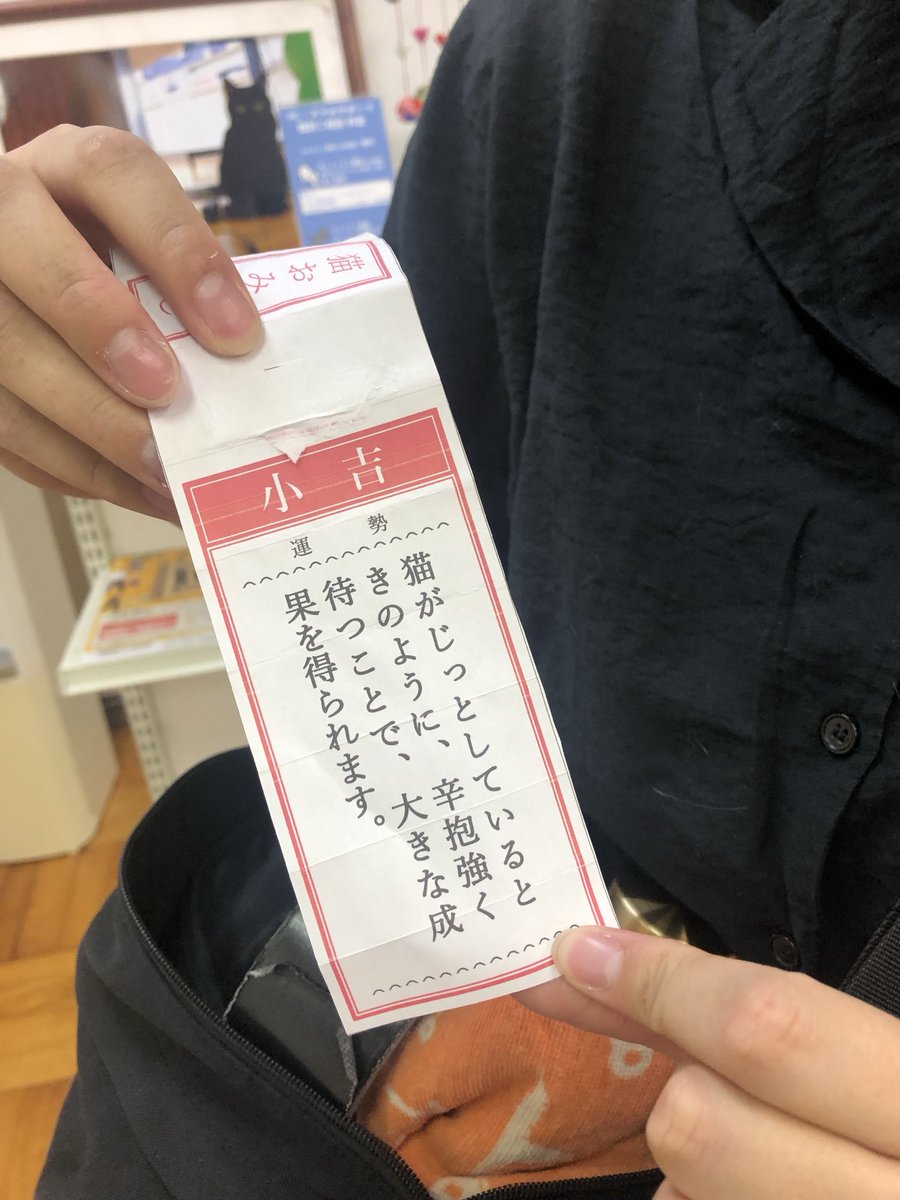 猫おみ
小吉
運勢
猫がじっとしていると
きのように、辛抱強く
待つことで、大きな成
果を得られます。